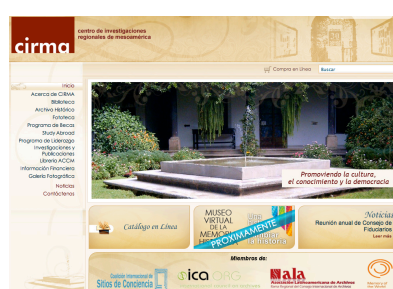 cirma
centro de investigaciones
regionales de mesoamérica
Compra en Línea
Buscar
Inicio
Acerca de CIRMA
Biblioteca
Archivo Histórico
Fototeca
Programa de Becas
Study Abroad
Programa de Liderazgo
Investigaciones y
Publicaciones
Librería ACCM
Información Financiera
Galería Fotográfica
Noticias
Contáctenos
Promoviendo la cultura,
el conocimiento y la democracia
Catálogo en Línea
MUSEO
VIRTUAL
DE LA
MEMORIA
PROXIMAMENTE
Noticias
Reunión anual de Consejo de
Fiduciarios
Leer más
Miembros de:
Coalición Internacional de
Sitios de Conciencia
ica.ORG
ala
Asociación Latinoamericana de Archivos